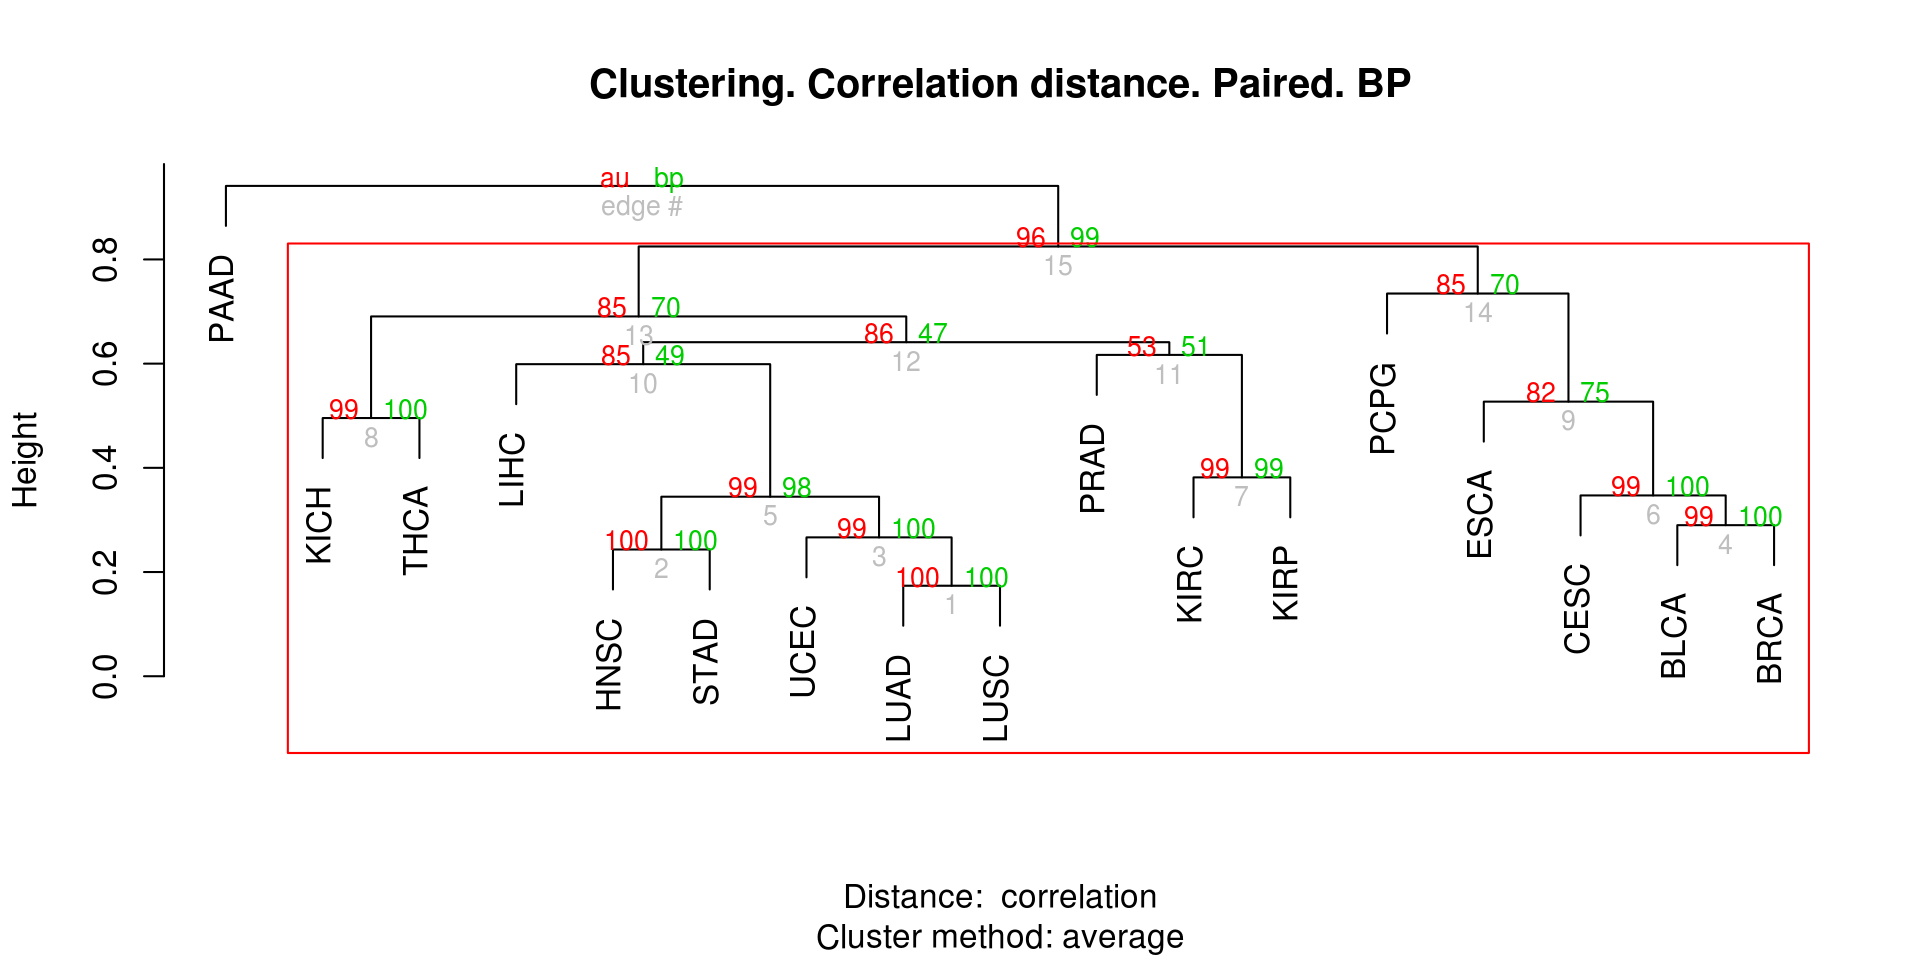 Clustering. Correlation distance. Paired. BP
au bp
edge #
96 99
15
85 70
14
85 70
13
86 47
12
53 51
11
85 49
10
82 75
9
99 100
8
99 99
7
99 100
6
99 98
5
99 100
4
99 100
3
100 100
2
100 100
1
Height
0.8
0.6
0.4
0.2
0.0
PAAD
KICH
THCA
LIHC
HNSC
STAD
UCEC
LUAD
LUSC
PRAD
KIRC
KIRP
PCPG
ESCA
CESC
BLCA
BRCA
Distance: correlation
Cluster method: average